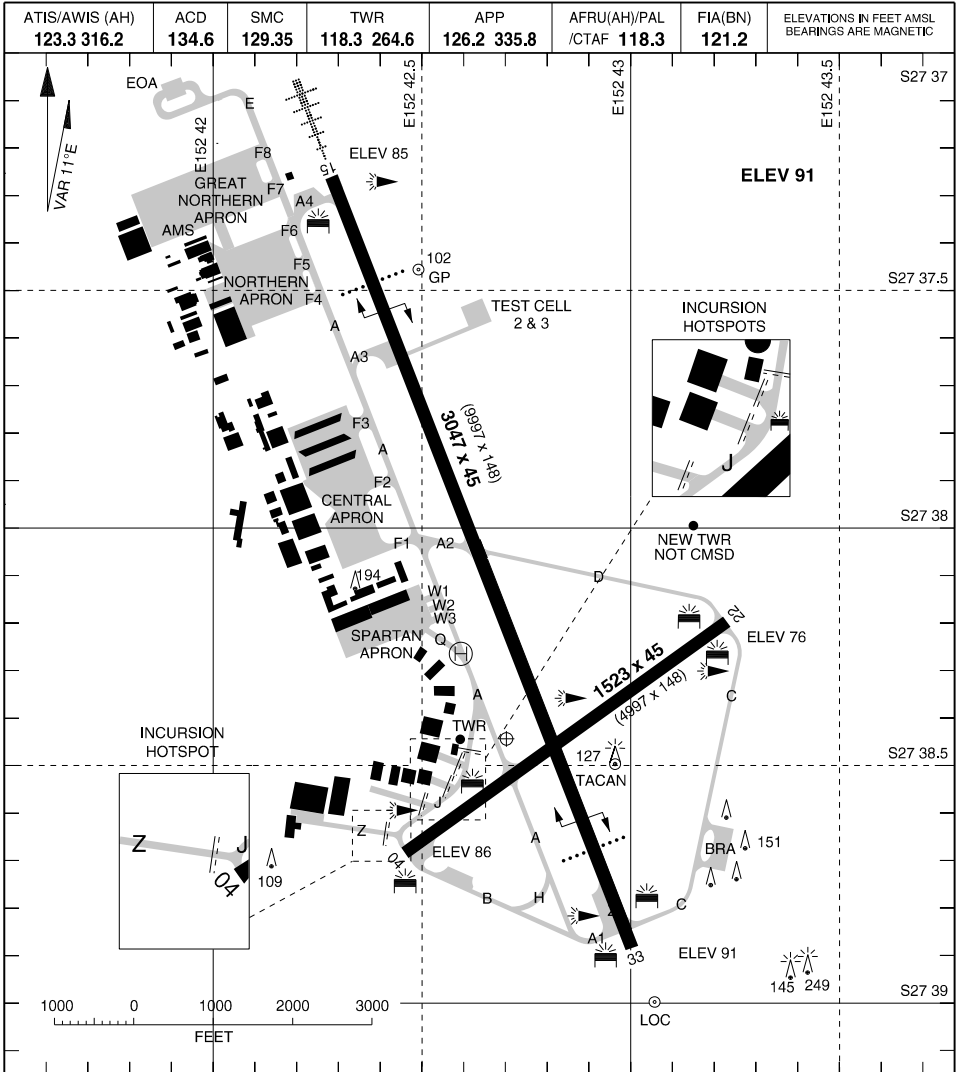 ATIS/AWIS (AH)
123.3 316.2
ACD
134.6
SMC
129.35
TWR
118.3 264.6
APP
126.2 335.8
AFRU(AH)/PAL
/CTAF 118.3
FIA(BN)
121.2
ELEVATIONS IN FEET AMSL
BEARINGS ARE MAGNETIC
VAR 11°E
EOA
E
E152 42
E152 42.5
E152 43
E152 43.5
S27 37
ELEV 91
F8
15
ELEV 85
GREAT
NORTHERN
APRON
F7
A4
AMS
F6
F5
102
GP
NORTHERN
APRON
F4
S27 37.5
A
TEST CELL
2 & 3
INCURSION
HOTSPOTS
J
A3
3047 x 45
(9997 x 148)
F3
A
F2
CENTRAL
APRON
S27 38
NEW TWR
NOT CMSD
F1
A2
D
194
W1
W2
W3
SPARTAN
APRON
Q
H
22
ELEV 76
1523 x 45
(4997 x 148)
A
C
INCURSION
HOTSPOT
TWR
127
TACAN
S27 38.5
J
Z
04
ELEV 86
A
BRA
151
Z
J
04
109
B
H
C
A1
33
ELEV 91
145
249
S27 39
LOC
1000
0
1000
2000
3000
FEET